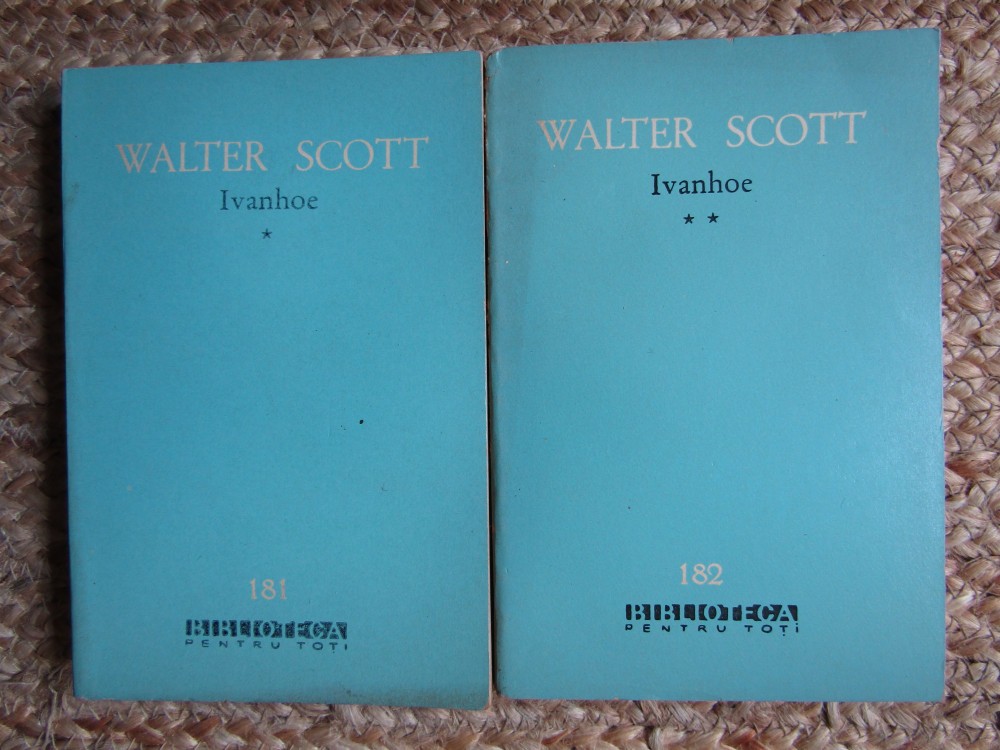 WALTER SCOTT
Ivanhoe
*
181
BIBLIOTECA
PENTRU TOȚI
WALTER SCOTT
Ivanhoe
* *
182
BIBLIOTECA
PENTRU TOȚI